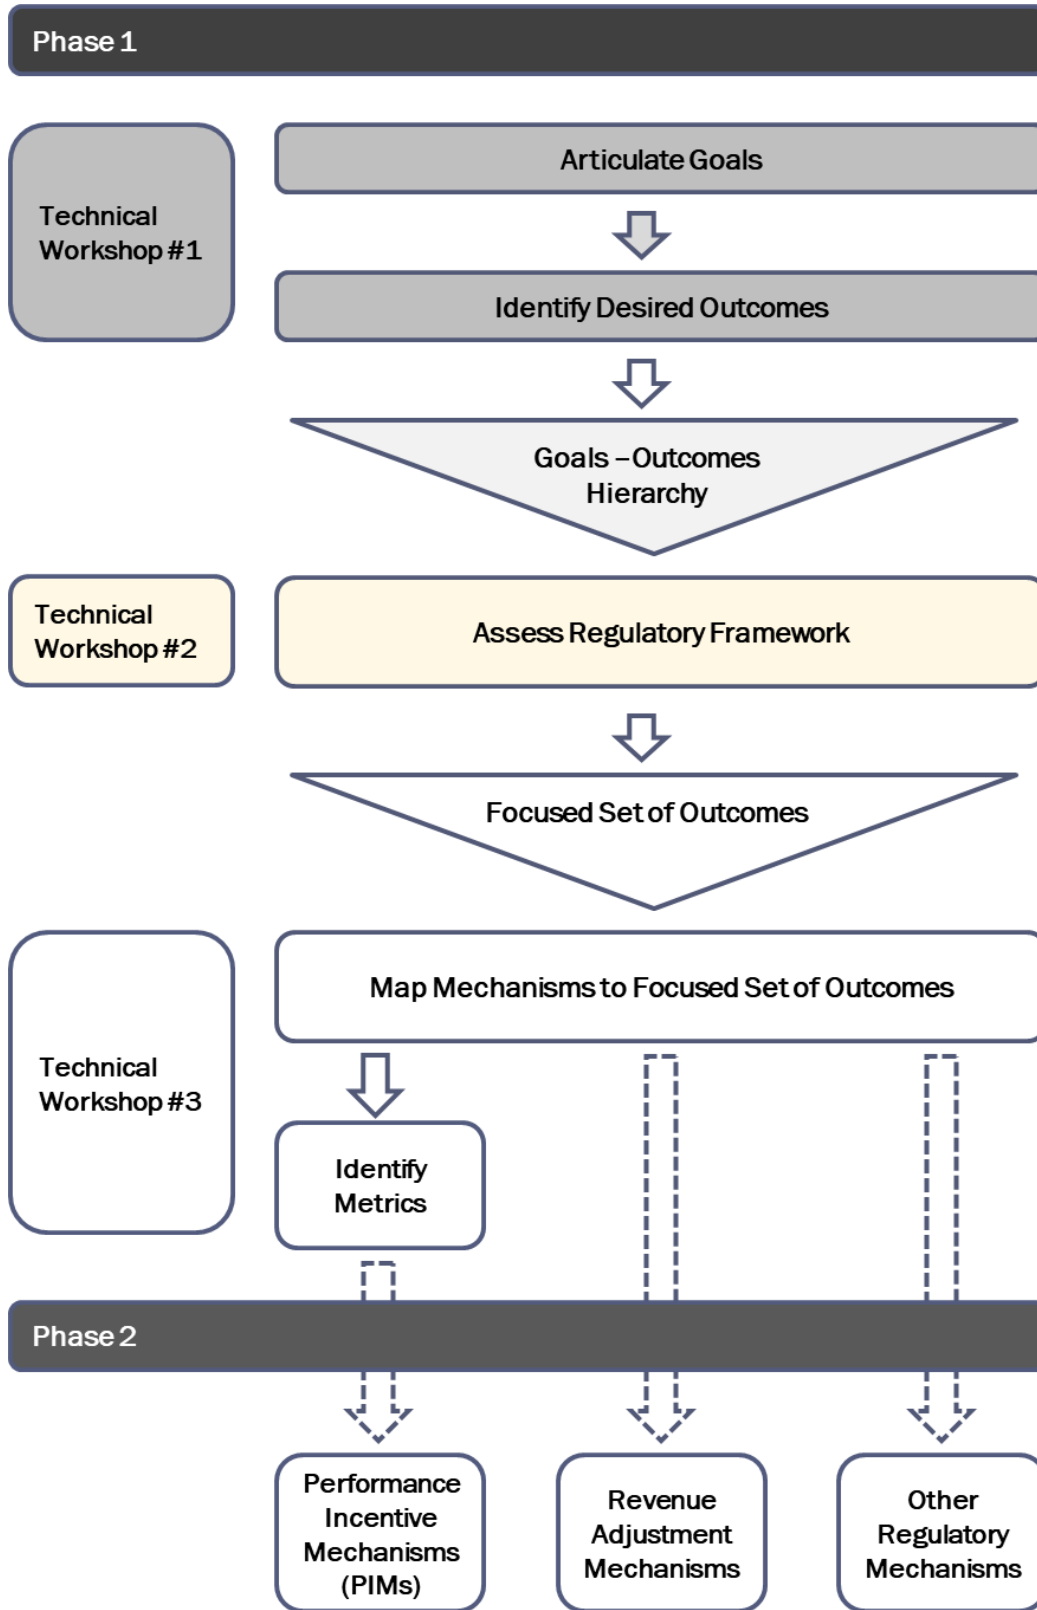 Phase 1
Technical
Workshop #1
Articulate Goals
Identify Desired Outcomes
Goals – Outcomes
Hierarchy
Technical
Workshop #2
Assess Regulatory Framework
Focused Set of Outcomes
Technical
Workshop #3
Map Mechanisms to Focused Set of Outcomes
Identify
Metrics
Phase 2
Performance
Incentive
Mechanisms
(PIMs)
Revenue
Adjustment
Mechanisms
Other
Regulatory
Mechanisms